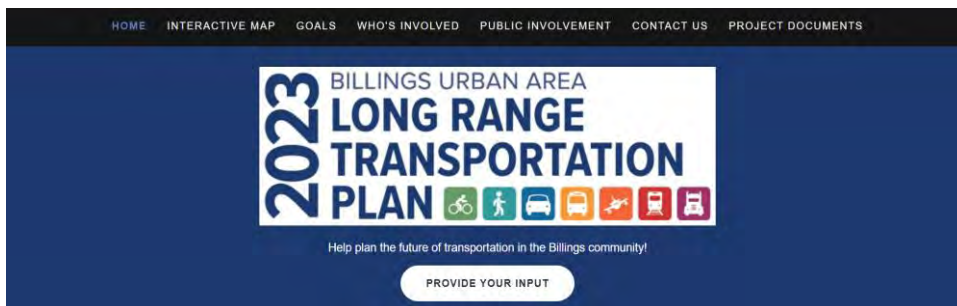 HOME INTERACTIVE MAP GOALS WHO'S INVOLVED PUBLIC INVOLVEMENT CONTACT US PROJECT DOCUMENTS
2023
BILLINGS URBAN AREA
LONG RANGE
TRANSPORTATION
PLAN
Help plan the future of transportation in the Billings community!
PROVIDE YOUR INPUT